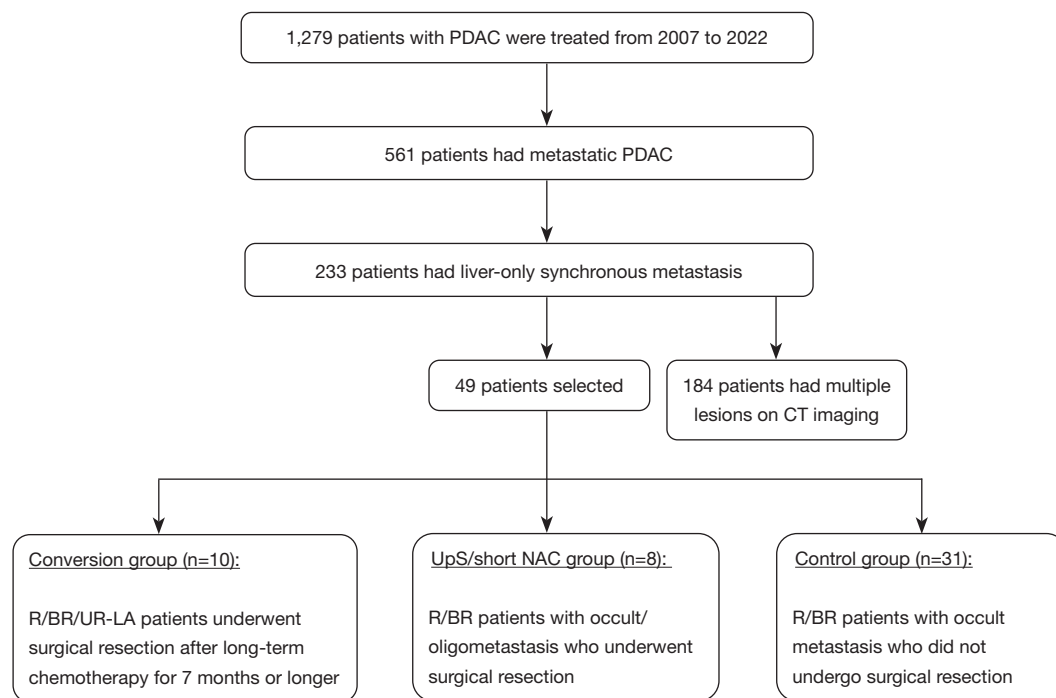 1,279 patients with PDAC were treated from 2007 to 2022
561 patients had metastatic PDAC
233 patients had liver-only synchronous metastasis
49 patients selected
184 patients had multiple
lesions on CT imaging
Conversion group (n=10):
R/BR/UR-LA patients underwent
surgical resection after long-term
chemotherapy for 7 months or longer
UpS/short NAC group (n=8):
R/BR patients with occult/
oligometastasis who underwent
surgical resection
Control group (n=31):
R/BR patients with occult
metastasis who did not
undergo surgical resection